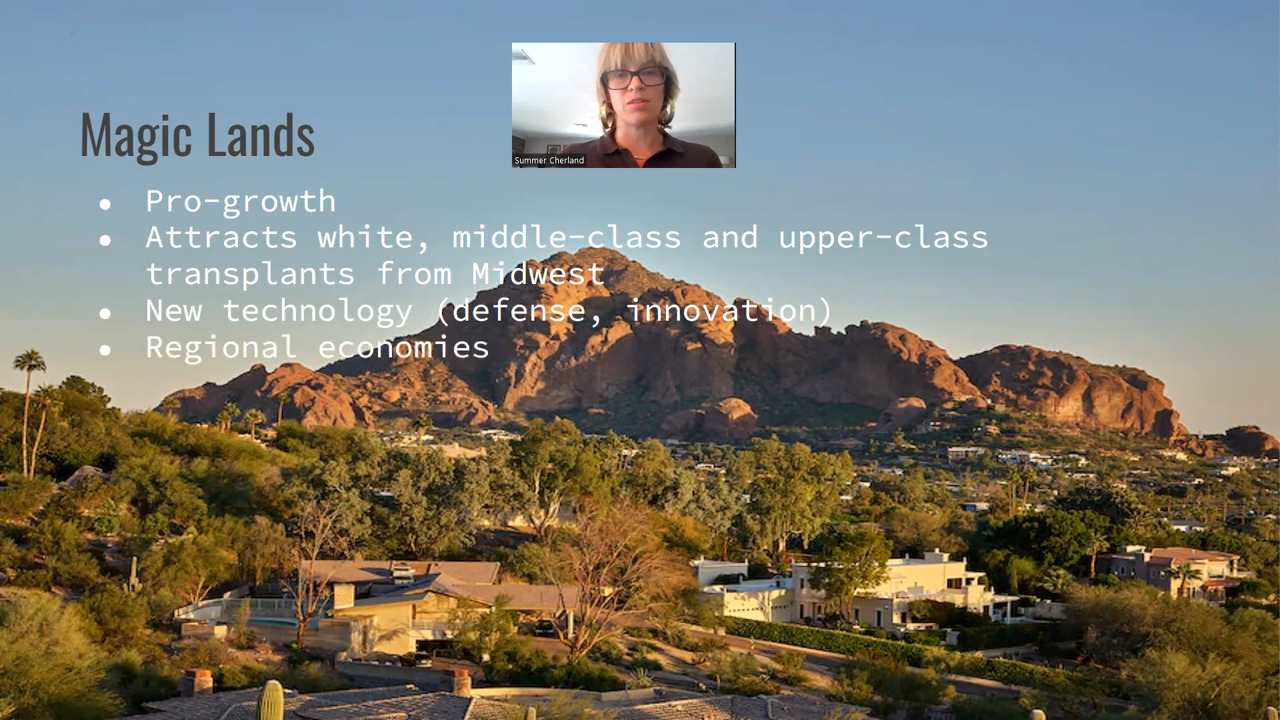 Summer Cherland
Magic Lands
● Pro-growth
● Attracts white, middle-class and upper-class
transplants from Midwest
● New technology (defense, innovation)
● Regional economies